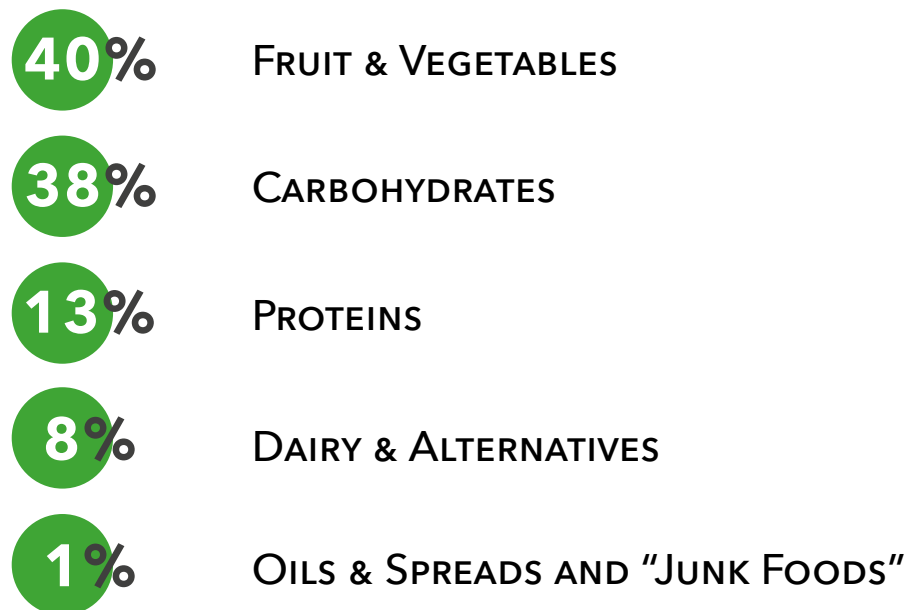 40% Fruit & Vegetables
38% Carbohydrates
13% Proteins
8% Dairy & Alternatives
1% Oils & Spreads and "Junk Foods"